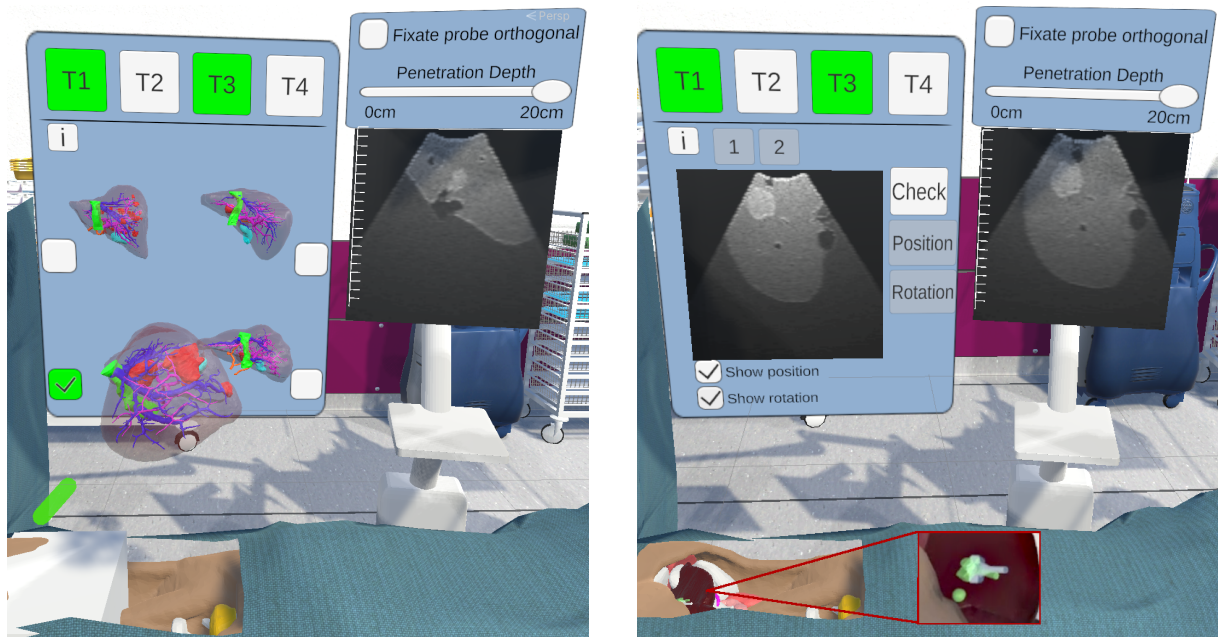 Persp
Fixate probe orthogonal
T1 T2 T3 T4
Penetration Depth
0cm 20cm
i
Fixate probe orthogonal
T1 T2 T3 T4
Penetration Depth
0cm 20cm
i 1 2
Check
Position
Rotation
Show position
Show rotation